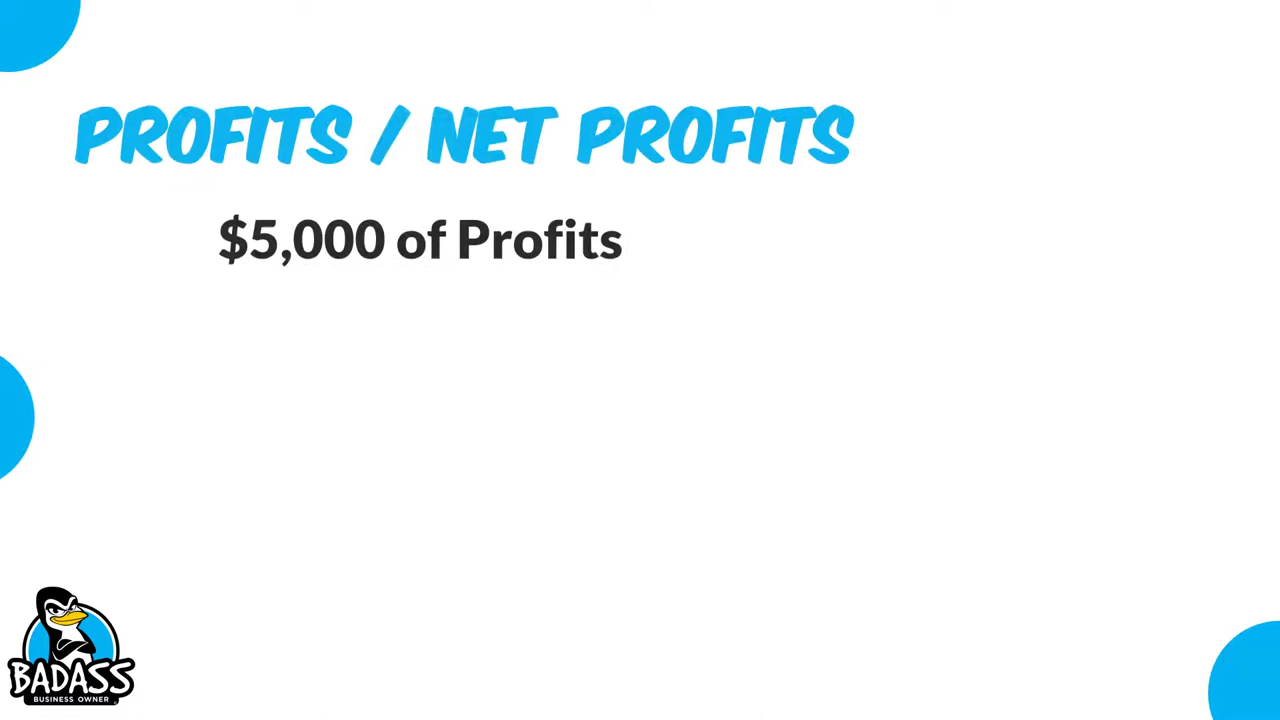 PROFITS / NET PROFITS
$5,000 of Profits
BADASS
BUSINESS OWNER